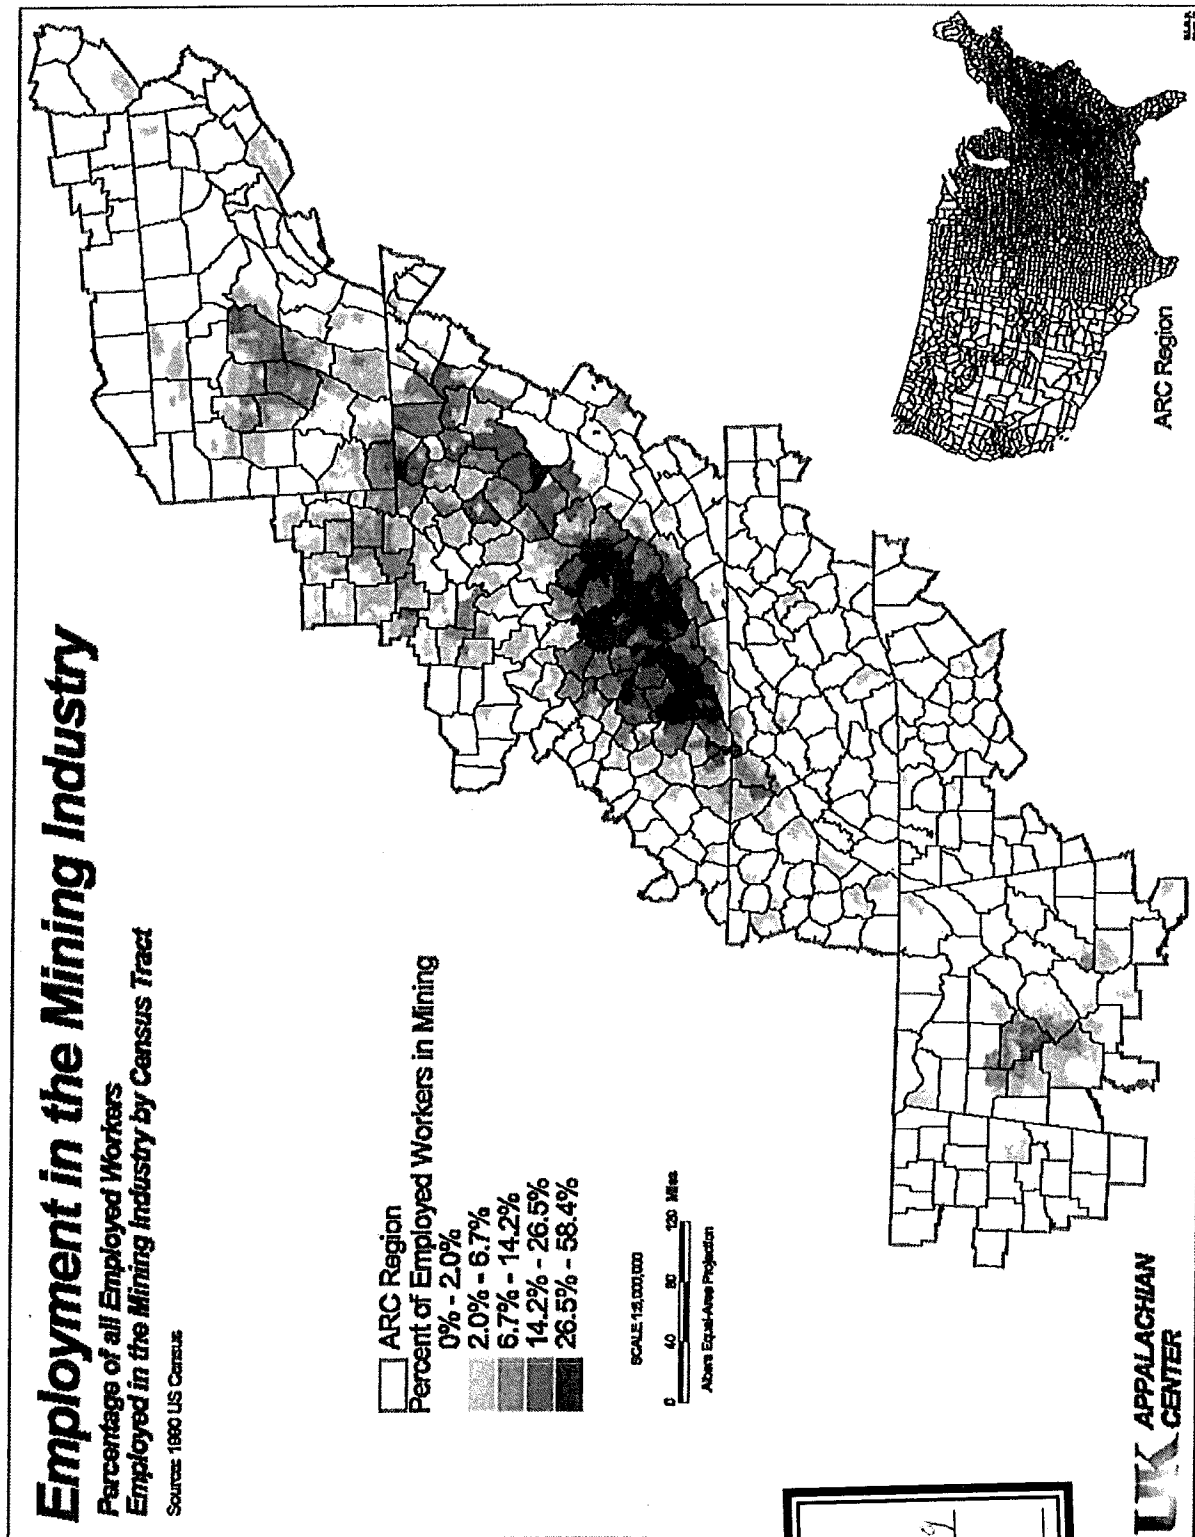 Employment in the Mining Industry
Percentage of all Employed Workers
Employed in the Mining Industry by Census Tract
Source: 1990 US Census
ARC Region
Percent of Employed Workers in Mining
0% - 2.0%
2.0% - 6.7%
6.7% - 14.2%
14.2% - 26.5%
26.5% - 58.4%
0 40 80 120 Miles
Albers Equal-Area Projection
ARC Region
UK APPALACHIAN
CENTER